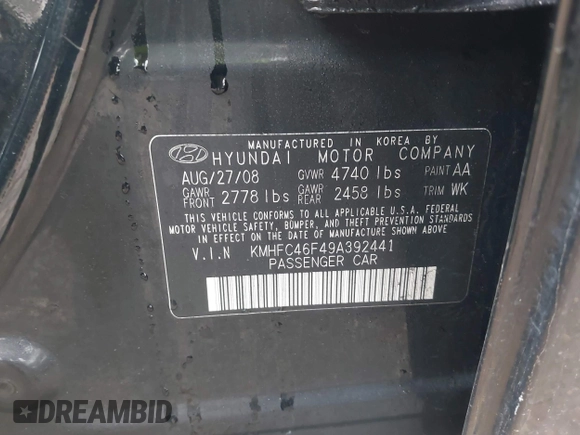 MANUFACTURED IN KOREA BY
HYUNDAI MOTOR COMPANY
AUG/27/08 GVWR 4740 lbs PAINT AA
GAWR FRONT 2778 lbs GAWR REAR 2458 lbs TRIM WK
THIS VEHICLE CONFORMS TO ALL APPLICABLE U.S.A. FEDERAL
MOTOR VEHICLE SAFETY, BUMPER, AND THEFT PREVENTION STANDARDS
IN EFFECT ON THE DATE OF MANUFACTURE SHOWN ABOVE.
V.I.N KMHFC46F49A392441
PASSENGER CAR
DREAMBID